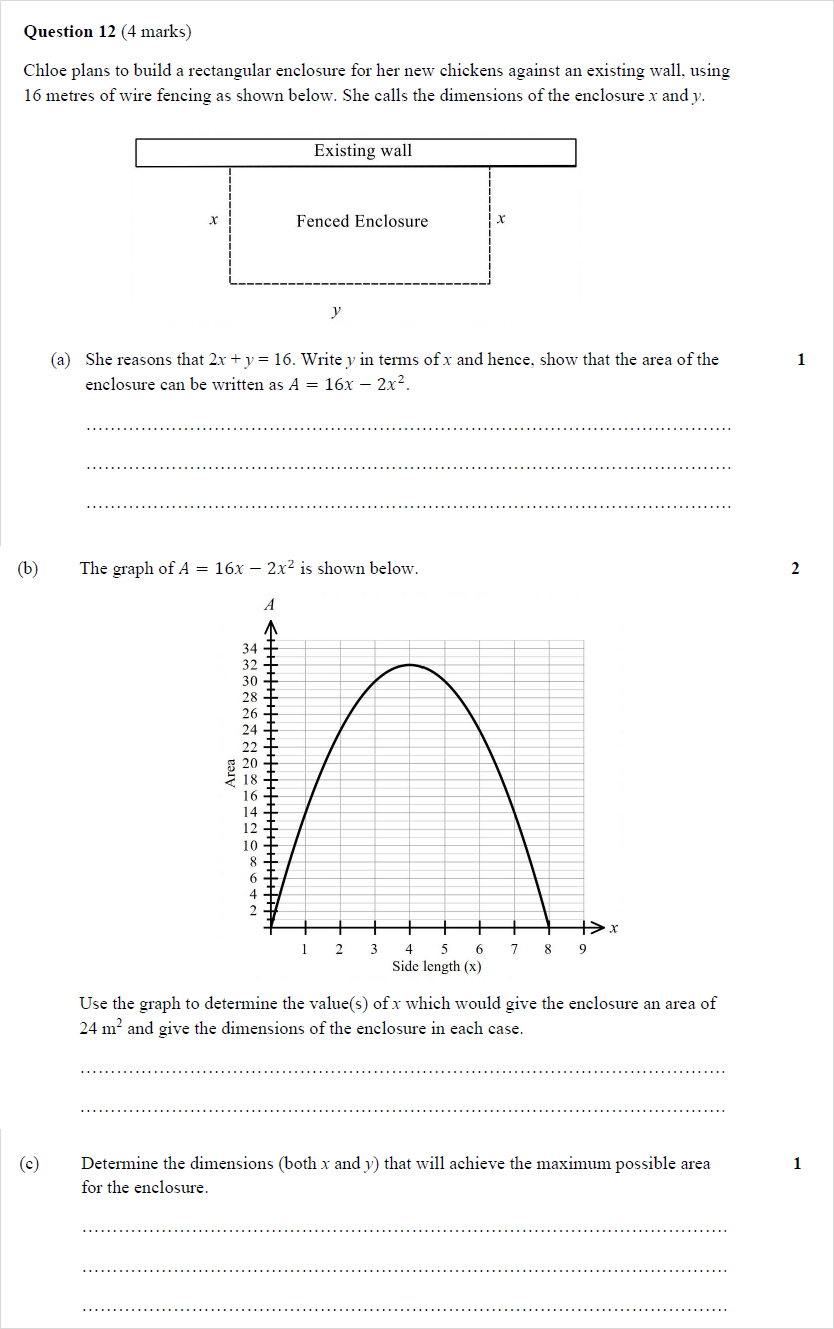 Question 12 (4 marks)
Chloe plans to build a rectangular enclosure for her new chickens against an existing wall, using
16 metres of wire fencing as shown below. She calls the dimensions of the enclosure x and y.
Existing wall
x Fenced Enclosure x
y
(a) She reasons that 2x + y = 16. Write y in terms of x and hence, show that the area of the 1
enclosure can be written as A = 16x − 2x².
(b) The graph of A = 16x − 2x² is shown below. 2
A
34
32
30
28
26
24
22
20
18
16
14
12
10
8
6
4
2
Area
x
1 2 3 4 5 6 7 8 9
Side length (x)
Use the graph to determine the value(s) of x which would give the enclosure an area of
24 m² and give the dimensions of the enclosure in each case.
(c) Determine the dimensions (both x and y) that will achieve the maximum possible area 1
for the enclosure.